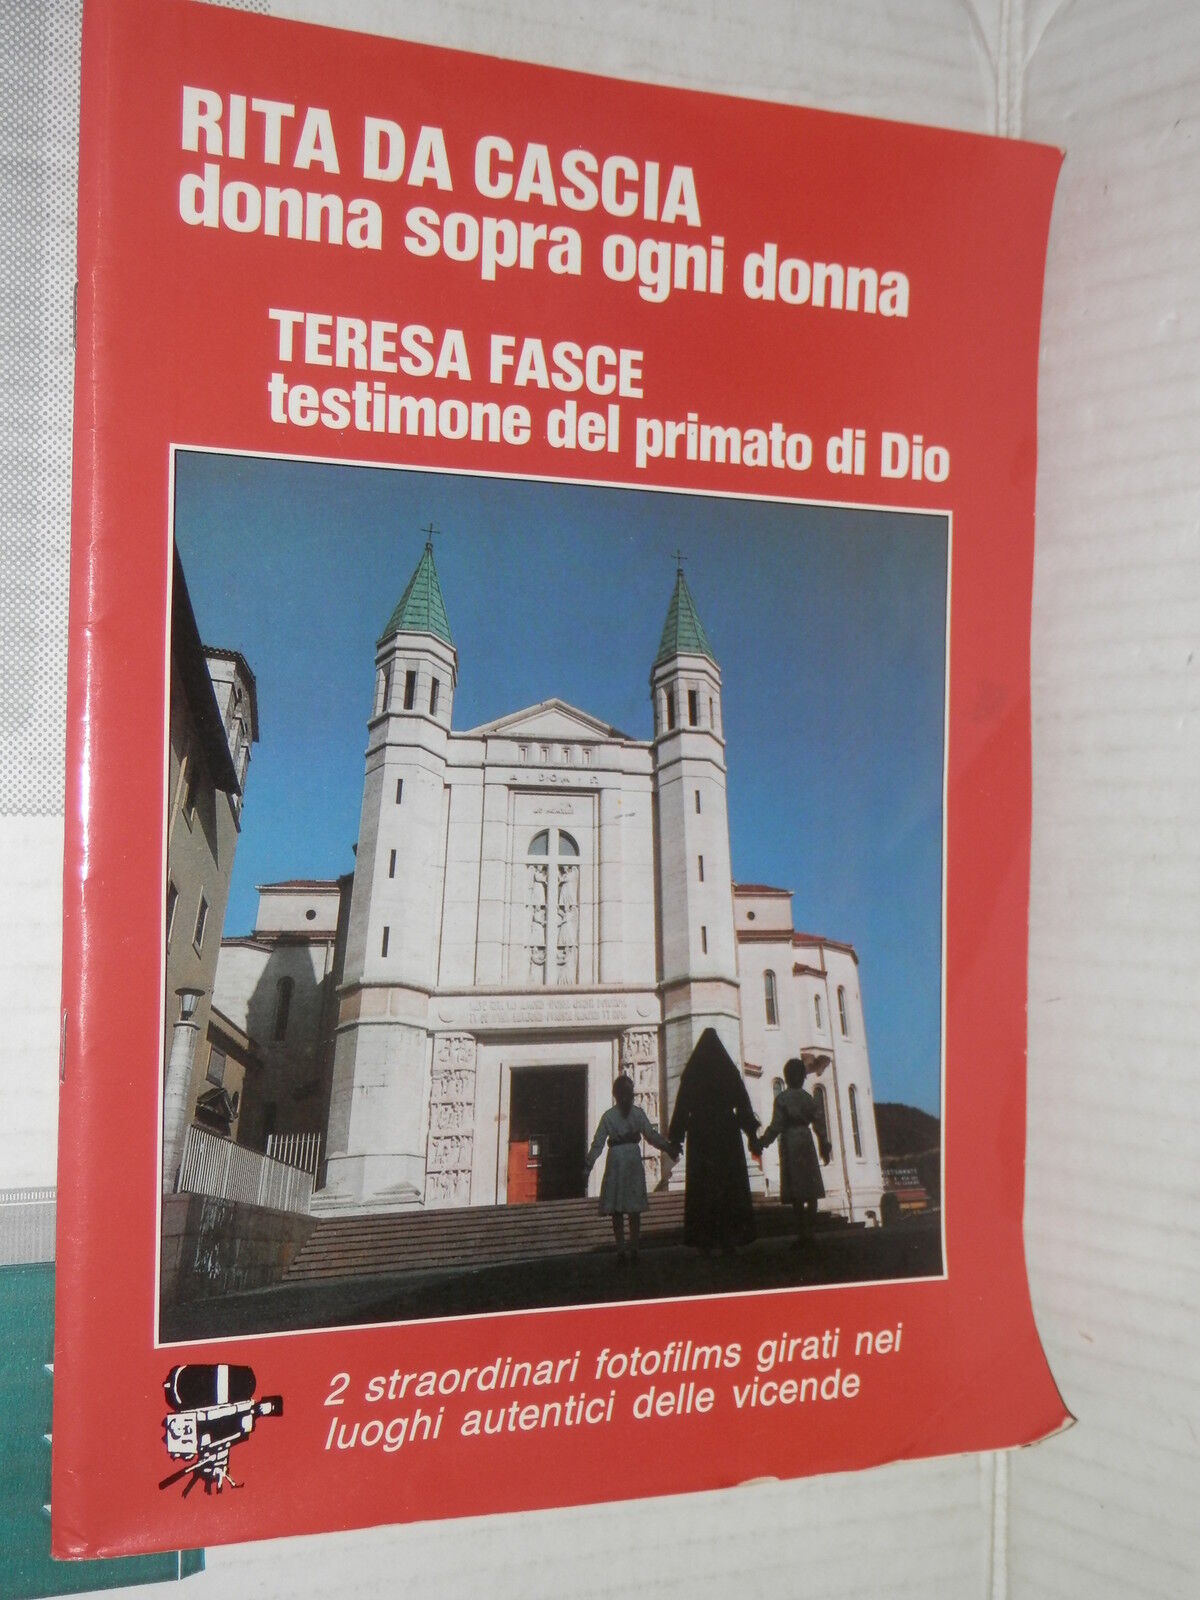 RITA DA CASCIA
donna sopra ogni donna
TERESA FASCE
testimone del primato di Dio
A · DOM · Ω
2 straordinari fotofilms girati nei
luoghi autentici delle vicende